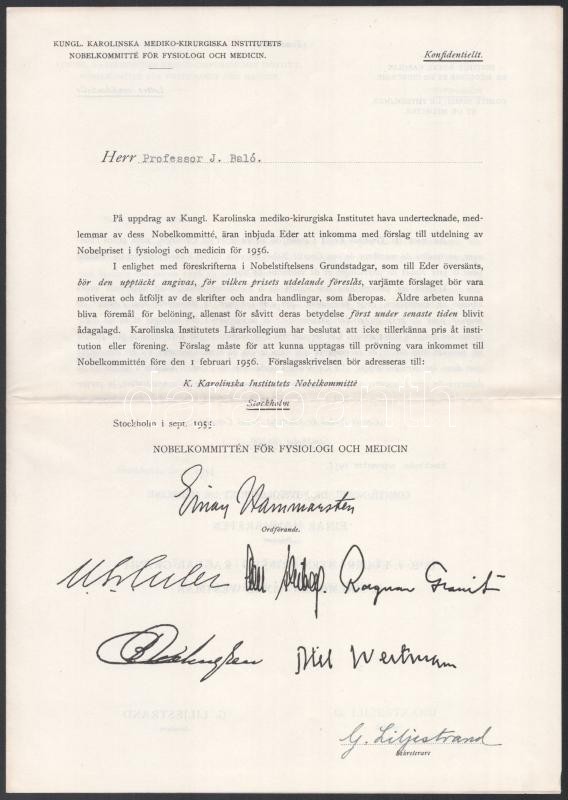 KUNGL. KAROLINSKA MEDIKO-KIRURGISKA INSTITUTETS
NOBELKOMMITTÉ FÖR FYSIOLOGI OCH MEDICIN.
Konfidentiellt.
Herr Professor J. Baló.
På uppdrag av Kungl. Karolinska mediko-kirurgiska Institutet hava undertecknade, med-
lemmar av dess Nobelkommitté, äran inbjuda Eder att inkomma med förslag till utdelning av
Nobelpriset i fysiologi och medicin för 1956.
I enlighet med föreskrifterna i Nobelstiftelsens Grundstadgar, som till Eder översänts,
bör den upptäckt angivas, för vilken prisets utdelande föreslås, varjämte förslaget bör vara
motiverat och åtföljt av de skrifter och andra handlingar, som åberopas. Äldre arbeten kunna
bliva föremål för belöning, allenast för såvitt deras betydelse först under senaste tiden blivit
ådagalagd. Karolinska Institutets Lärarkollegium har beslutat att icke tillerkänna pris åt insti-
tution eller förening. Förslag måste för att kunna upptagas till prövning vara inkommet till
Nobelkommittén före den 1 februari 1956. Förslagsskrivelsen bör adresseras till:
K. Karolinska Institutets Nobelkommitté
Stockholm
Stockholm i sept. 1955
NOBELKOMMITTÉN FÖR FYSIOLOGI OCH MEDICIN
Einar Hammarsten
Ordförande.
U. S. v. Euler Ragnar Granit
Axel Westman
G. Liljestrand
Sekreterare